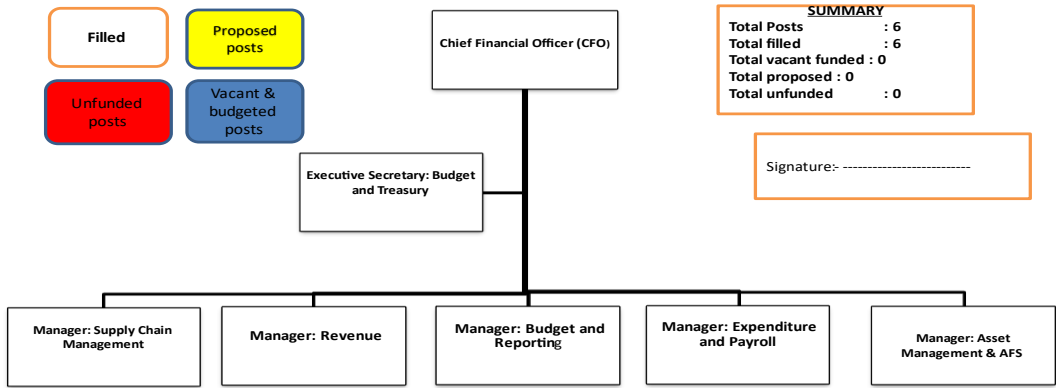 Filled
Proposed
posts
Unfunded
posts
Vacant &
budgeted
posts
Chief Financial Officer (CFO)
SUMMARY
Total Posts : 6
Total filled : 6
Total vacant funded : 0
Total proposed : 0
Total unfunded : 0
Signature:- --------------------------
Executive Secretary: Budget
and Treasury
Manager: Supply Chain
Management
Manager: Revenue
Manager: Budget and
Reporting
Manager: Expenditure
and Payroll
Manager: Asset
Management & AFS